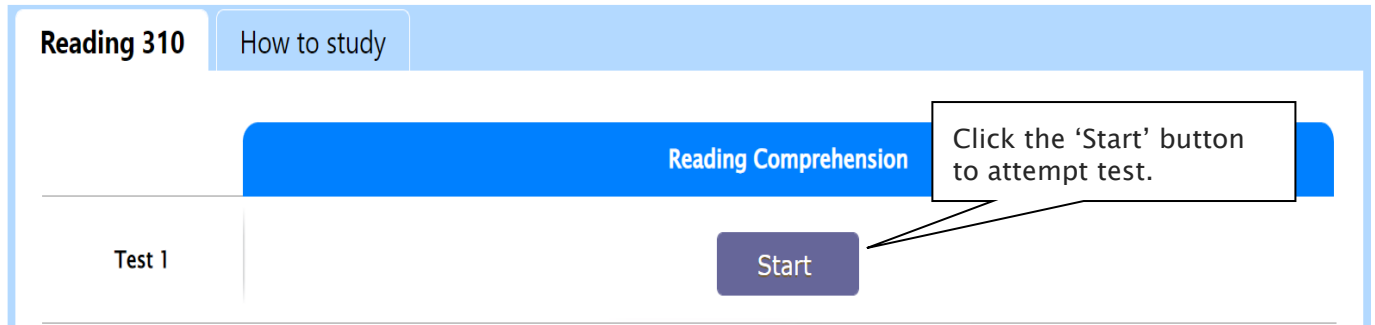 Reading 310 How to study
Reading Comprehension
Click the ‘Start’ button
to attempt test.
Test 1
Start